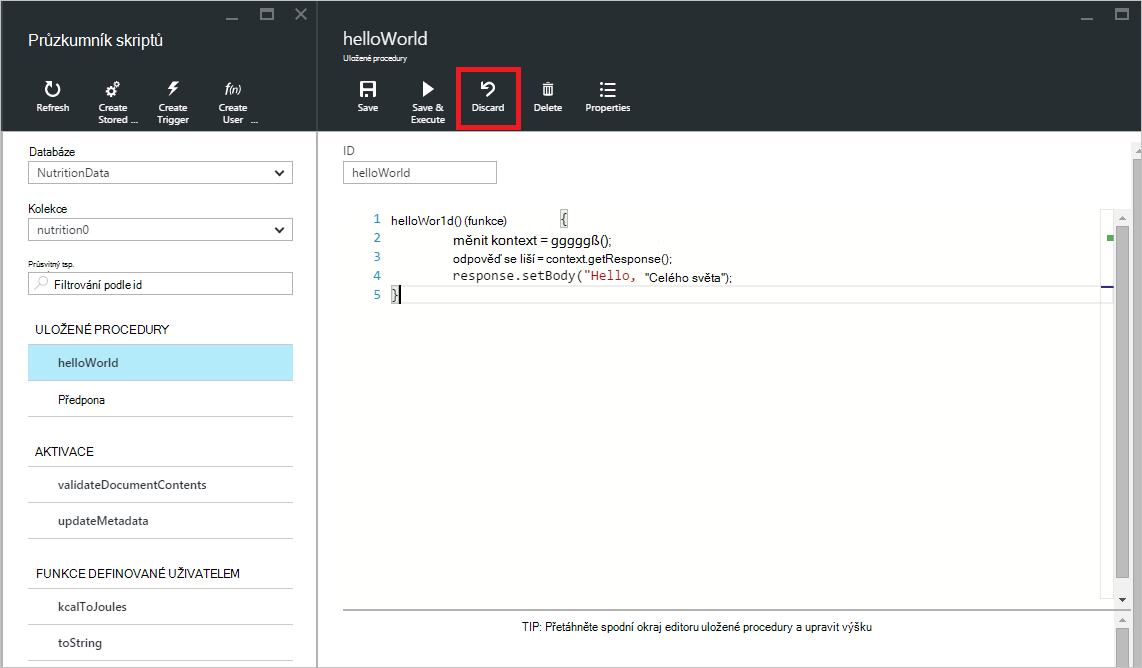 Průzkumník skriptů
Refresh
Create
Stored ...
Create
Trigger
f(n)
Create
User ...
Databáze
NutritionData
Kolekce
nutrition0
Průsvitný tsp.
Filtrování podle id
ULOŽENÉ PROCEDURY
helloWorld
Předpona
AKTIVACE
validateDocumentContents
updateMetadata
FUNKCE DEFINOVANÉ UŽIVATELEM
kcalToJoules
toString
helloWorld
Uložené procedury
Save
Save &
Execute
Discard
Delete
Properties
ID
helloWorld
1 helloWor1d() (funkce) {
2 měnit kontext = gggggß();
3 odpověď se liší = context.getResponse();
4 response.setBody("Hello, "Celého světa");
5 }
TIP: Přetáhněte spodní okraj editoru uložené procedury a upravit výšku